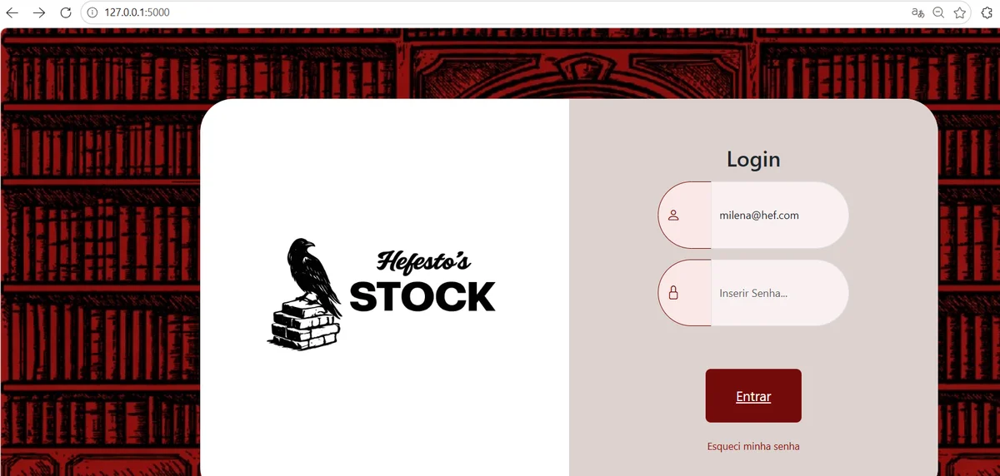 127.0.0.1:5000
Login
milena@hef.com
Hefesto's
STOCK
Inserir Senha...
Entrar
Esqueci minha senha